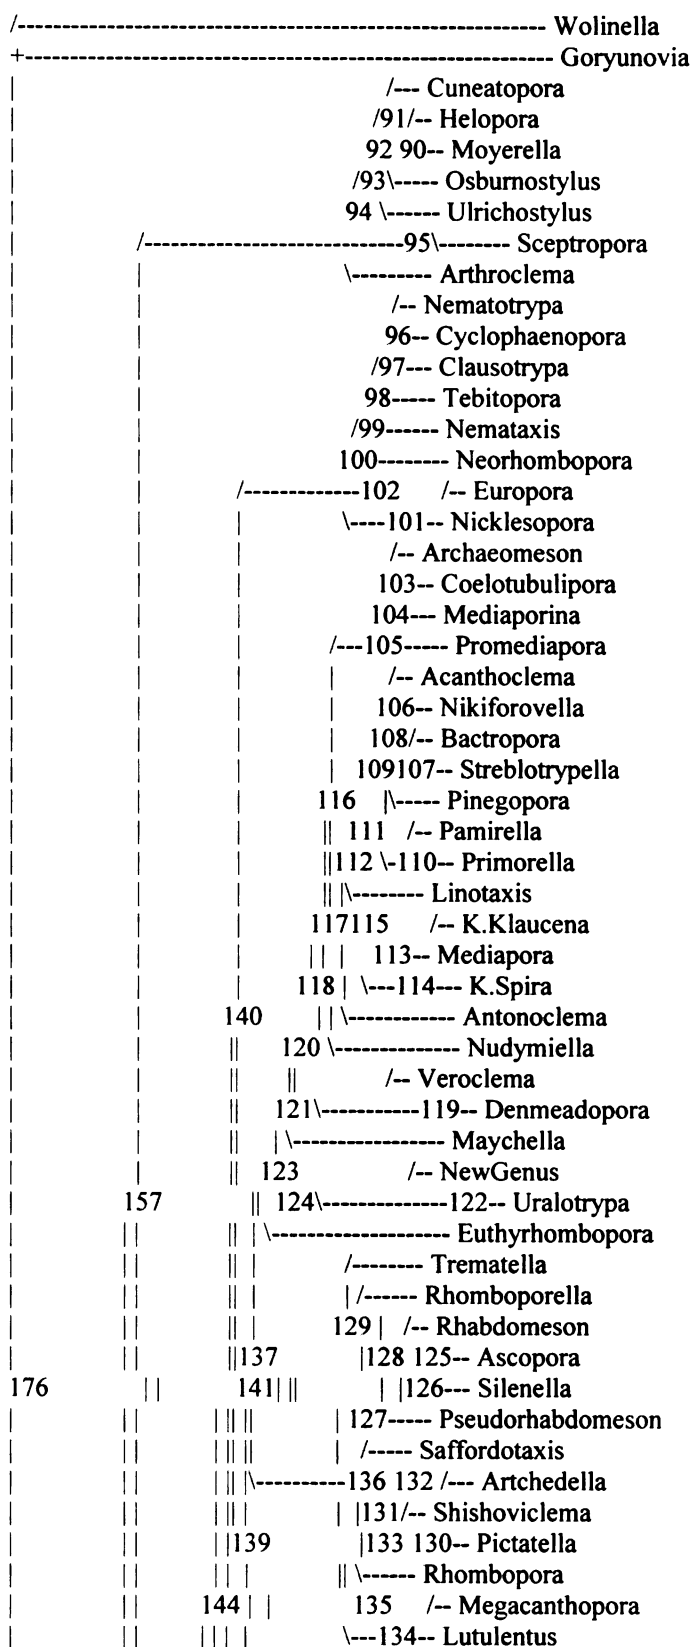 /------------------------------------------------- Wolinella
+-------------------------------------------------- Goryunovia
| /--- Cuneatopora
| /91/-- Helopora
| 92 90-- Moyerella
| /93\----- Osburnostylus
| 94 \------ Ulrichostylus
| /------------------------95\-------- Sceptropora
| | \--------- Arthroclema
| | /-- Nematotrypa
| | 96-- Cyclophaenopora
| | /97--- Clausotrypa
| | 98----- Tebitopora
| | /99------ Nemataxis
| | 100-------- Neorhombopora
| | /-------------102 /-- Europora
| | | \----101-- Nicklesopora
| | | /-- Archaeomeson
| | | 103-- Coelotubulipora
| | | 104--- Mediaporina
| | | /---105----- Promediapora
| | | | /-- Acanthoclema
| | | | 106-- Nikiforovella
| | | | 108/-- Bactropora
| | | | 109107-- Streblotrypella
| | | 116 |\----- Pinegopora
| | | || 111 /-- Pamirella
| | | ||112 \-110-- Primorella
| | | || |\-------- Linotaxis
| | | 117115 /-- K.Klaucena
| | | || | 113-- Mediapora
| | | 118 | \---114--- K.Spira
| | 140 | |\------------ Antonoclema
| | || 120 \-------------- Nudymiella
| | || || /-- Veroclema
| | || 121\-----------119-- Denmeadopora
| | || |\----------------- Maychella
| | || 123 /-- NewGenus
| 157 || 124\---------------122-- Uralotrypa
| || || | \-------------------- Euthyrhombopora
| || || | /-------- Trematella
| || || | | /------ Rhomboporella
| || || | 129 | /-- Rhabdomeson
| || ||137 |128 125-- Ascopora
176 || 141| || | |126--- Silenella
| || | || || | 127----- Pseudorhabdomeson
| || | || || | /----- Saffordotaxis
| || | || |\----------136 132 /--- Artchedella
| || | || | | |131/-- Shishoviclema
| || | ||139 |133 130-- Pictatella
| || || | | || \------ Rhombopora
| || 144 | | 135 /-- Megacanthopora
| || ||| | \---134-- Lutulentus